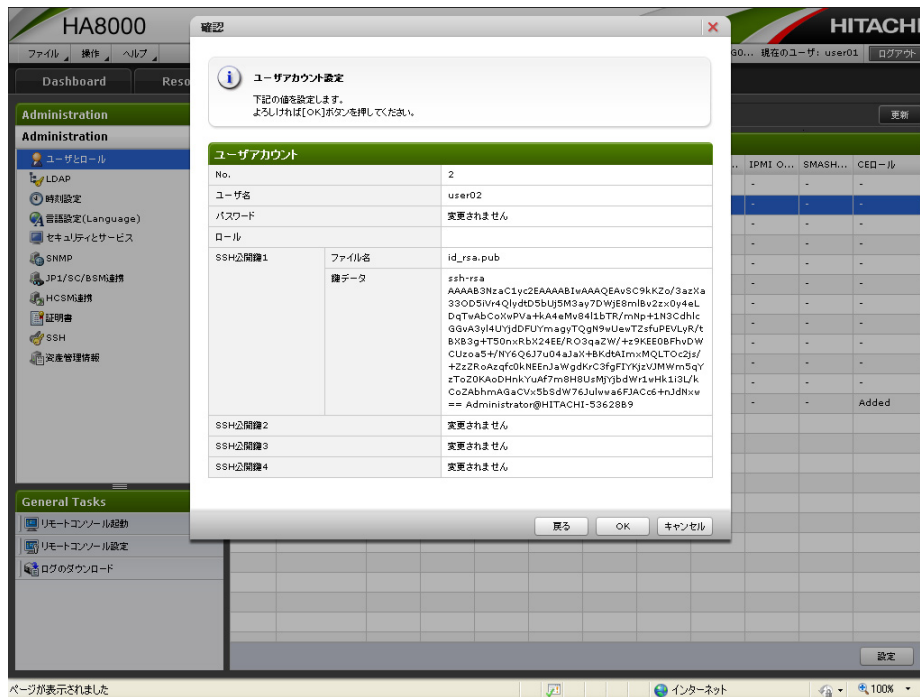 HA8000
HITACHI
ファイル 操作 ヘルプ
現在のユーザ: user01 ログアウト
Dashboard
Administration
更新
Administration
ユーザとロール
LDAP
時刻設定
言語設定(Language)
セキュリティとサービス
SNMP
JP1/SC/BSM連携
HCSM連携
証明書
SSH
資産管理情報
IPMI O... SMASH... CEロール
- - -
- - -
- - -
- - -
- - -
- - -
- - -
- - -
- - -
- - -
- - -
- - Added
確認
ユーザアカウント設定
下記の値を設定します。
よろしければ[OK]ボタンを押してください。
ユーザアカウント
No. 2
ユーザ名 user02
パスワード 変更されません
ロール
SSH公開鍵1 ファイル名 id_rsa.pub
鍵データ ssh-rsa
AAAAB3NzaC1yc2EAAAABIwAAAQEAvSC9kKZo/3azXa
33OD5iVr4QlydtD5bUj5M3ay7DWjE8mlBv2zx0y4eL
DqTwAbCoXwPVa+kA4eMv84l1bTR/mNp+1N3Cdhlc
GGvA3yl4UYjdDFUYmagyTQgN9wUewTZsfuPEVLyR/t
BXB3g+T50nxRbX24EE/RO3qaZW/+z9KEE0BFhvDW
CUzoa5+/NY6Q6J7u04aJaX+BKdtAImxMQLTOc2js/
+ZzZRoAzqfc0kNEEnJaWgdKrC3fgFIYKjzVJMWm5qY
zToZ0KAoDHnkYuAf7m8H8UsMjYjbdWr1wHk1i3L/k
CoZAbhmAGaCVx5bSdW76Julwwa6FJACc6+nJdNxw
== Administrator@HITACHI-53628B9
SSH公開鍵2 変更されません
SSH公開鍵3 変更されません
SSH公開鍵4 変更されません
戻る OK キャンセル
General Tasks
リモートコンソール起動
リモートコンソール設定
ログのダウンロード
設定
ページが表示されました インターネット 100%